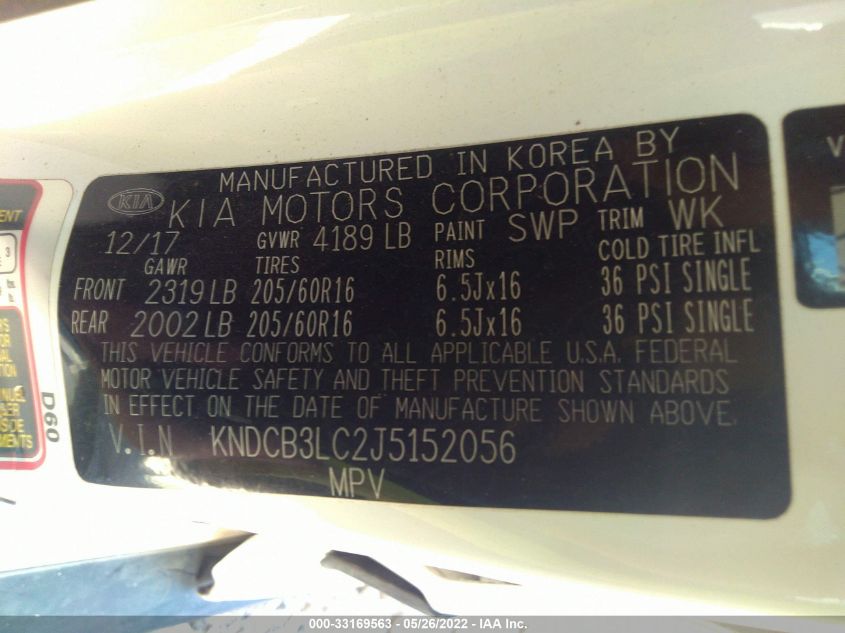 MANUFACTURED IN KOREA BY
KIA KIA MOTORS CORPORATION
12/17 GVWR 4189 LB PAINT SWP TRIM WK
GAWR TIRES RIMS COLD TIRE INFL
FRONT 2319 LB 205/60R16 6.5Jx16 36 PSI SINGLE
REAR 2002 LB 205/60R16 6.5Jx16 36 PSI SINGLE
THIS VEHICLE CONFORMS TO ALL APPLICABLE U.S.A. FEDERAL
MOTOR VEHICLE SAFETY AND THEFT PREVENTION STANDARDS
IN EFFECT ON THE DATE OF MANUFACTURE SHOWN ABOVE.
V.I.N KNDCB3LC2J5152056
MPV
D60
000-33169563 - 05/26/2022 - IAA Inc.